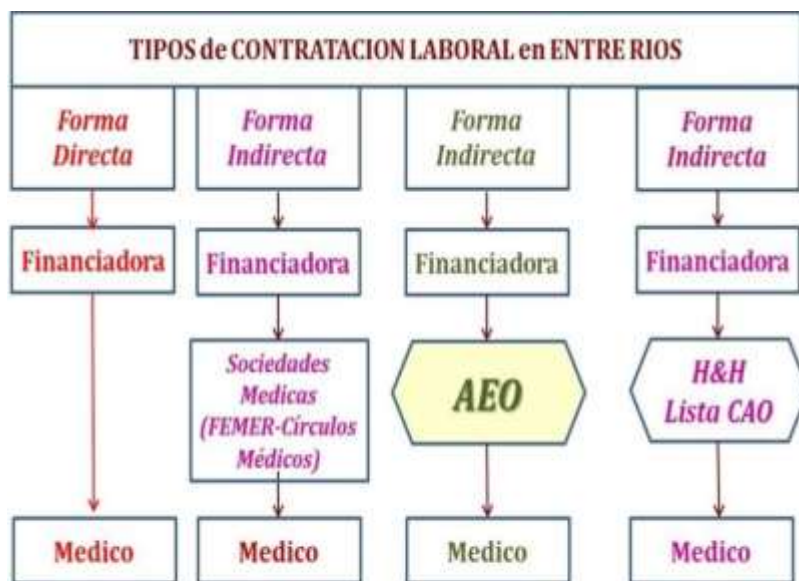 TIPOS de CONTRATACION LABORAL en ENTRE RIOS
Forma
Directa
Forma
Indirecta
Forma
Indirecta
Forma
Indirecta
Financiadora
Financiadora
Financiadora
Financiadora
Sociedades
Medicas
(FEMER-Círculos
Médicos)
AEO
H&H
Lista CAO
Medico
Medico
Medico
Medico